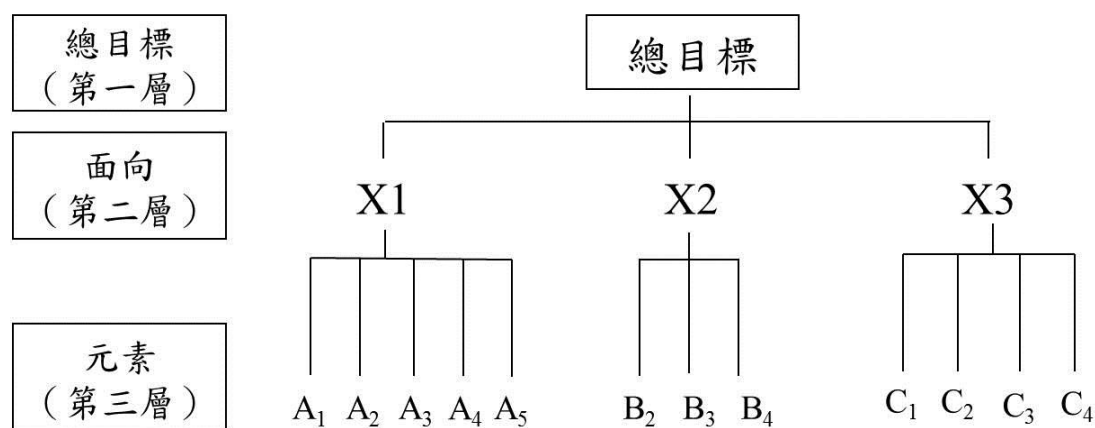 總目標
（第一層）
總目標
面向
（第二層）
X1
X2
X3
元素
（第三層）
A1 A2 A3 A4 A5
B2 B3 B4
C1 C2 C3 C4